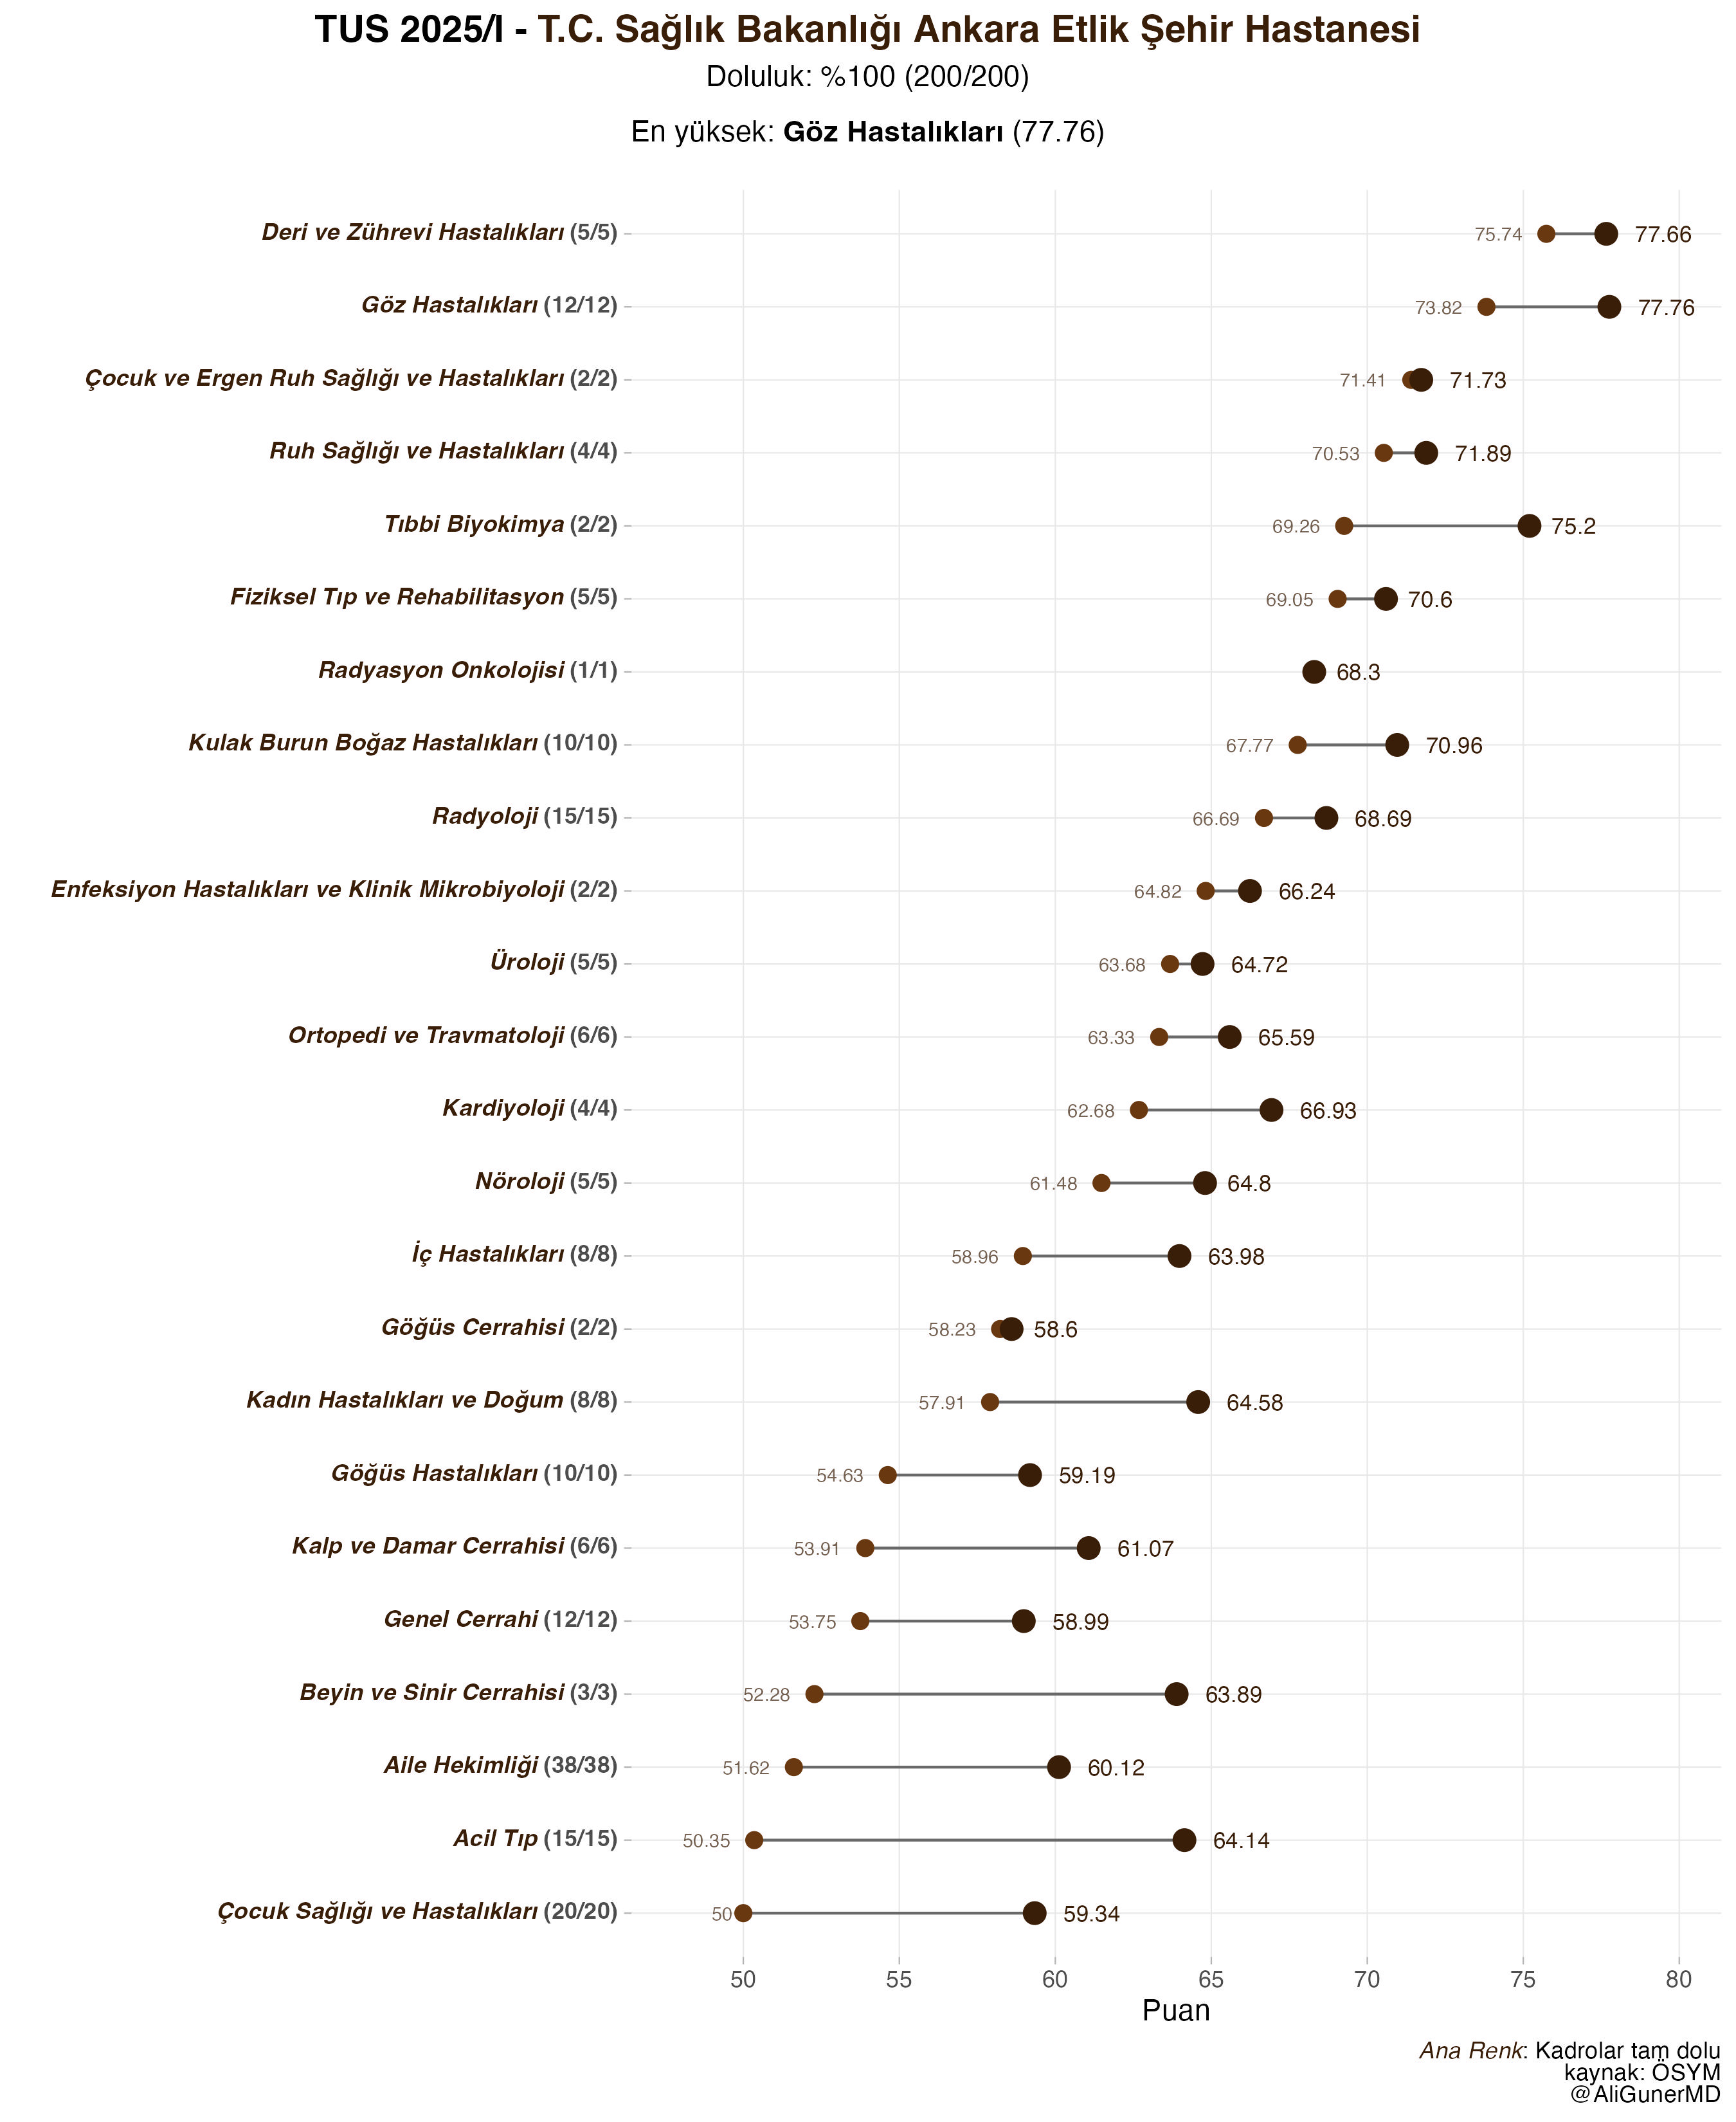 TUS 2025/I - T.C. Sağlık Bakanlığı Ankara Etlik Şehir Hastanesi
Doluluk: %100 (200/200)
En yüksek: Göz Hastalıkları (77.76)
Deri ve Zührevi Hastalıkları (5/5) 75.74 77.66
Göz Hastalıkları (12/12) 73.82 77.76
Çocuk ve Ergen Ruh Sağlığı ve Hastalıkları (2/2) 71.41 71.73
Ruh Sağlığı ve Hastalıkları (4/4) 70.53 71.89
Tıbbi Biyokimya (2/2) 69.26 75.2
Fiziksel Tıp ve Rehabilitasyon (5/5) 69.05 70.6
Radyasyon Onkolojisi (1/1) 68.3
Kulak Burun Boğaz Hastalıkları (10/10) 67.77 70.96
Radyoloji (15/15) 66.69 68.69
Enfeksiyon Hastalıkları ve Klinik Mikrobiyoloji (2/2) 64.82 66.24
Üroloji (5/5) 63.68 64.72
Ortopedi ve Travmatoloji (6/6) 63.33 65.59
Kardiyoloji (4/4) 62.68 66.93
Nöroloji (5/5) 61.48 64.8
İç Hastalıkları (8/8) 58.96 63.98
Göğüs Cerrahisi (2/2) 58.23 58.6
Kadın Hastalıkları ve Doğum (8/8) 57.91 64.58
Göğüs Hastalıkları (10/10) 54.63 59.19
Kalp ve Damar Cerrahisi (6/6) 53.91 61.07
Genel Cerrahi (12/12) 53.75 58.99
Beyin ve Sinir Cerrahisi (3/3) 52.28 63.89
Aile Hekimliği (38/38) 51.62 60.12
Acil Tıp (15/15) 50.35 64.14
Çocuk Sağlığı ve Hastalıkları (20/20) 50 59.34
50 55 60 65 70 75 80
Puan
Ana Renk: Kadrolar tam dolu
kaynak: ÖSYM
@AliGunerMD